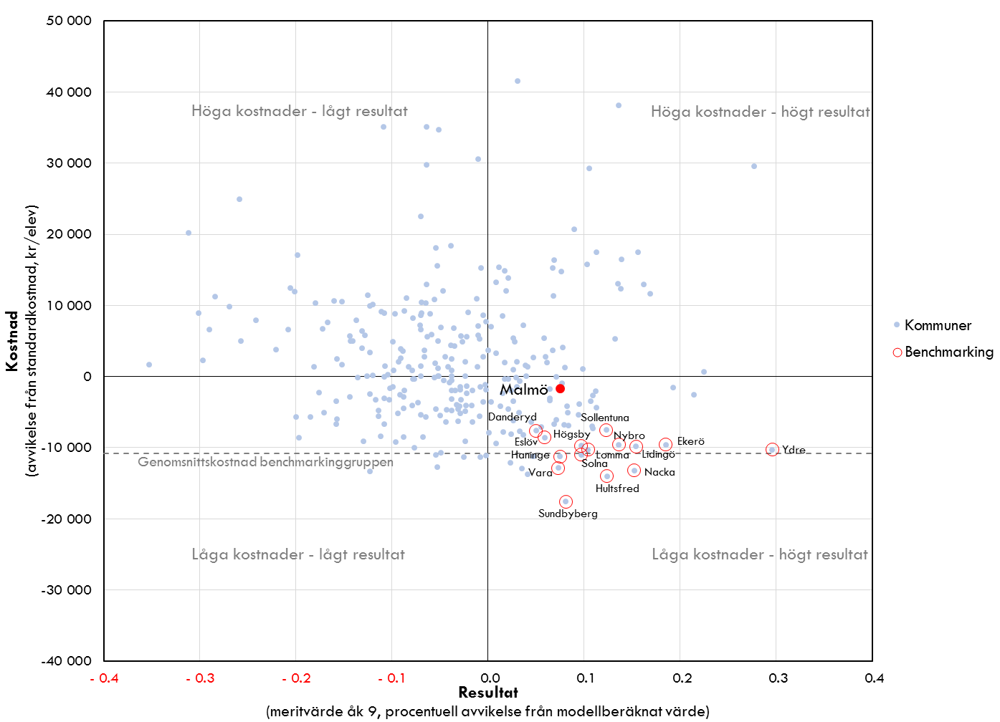 50 000
40 000
30 000
20 000
10 000
0
-10 000
-20 000
-30 000
-40 000
Kostnad
(avvikelse från standardkostnad, kr/elev)
Höga kostnader - lågt resultat
Höga kostnader - högt resultat
Malmö
Danderyd
Sollentuna
Eslöv
Högsby
Nybro
Ekerö
Haninge
Lomma
Lidingö
Ydre
Genomsnittskostnad benchmarkinggruppen
Solna
Vara
Nacka
Hultsfred
Sundbyberg
Låga kostnader - lågt resultat
Låga kostnader - högt resultat
Kommuner
Benchmarking
- 0.4
- 0.3
- 0.2
- 0.1
0.0
0.1
0.2
0.3
0.4
Resultat
(meritvärde åk 9, procentuell avvikelse från modellberäknat värde)